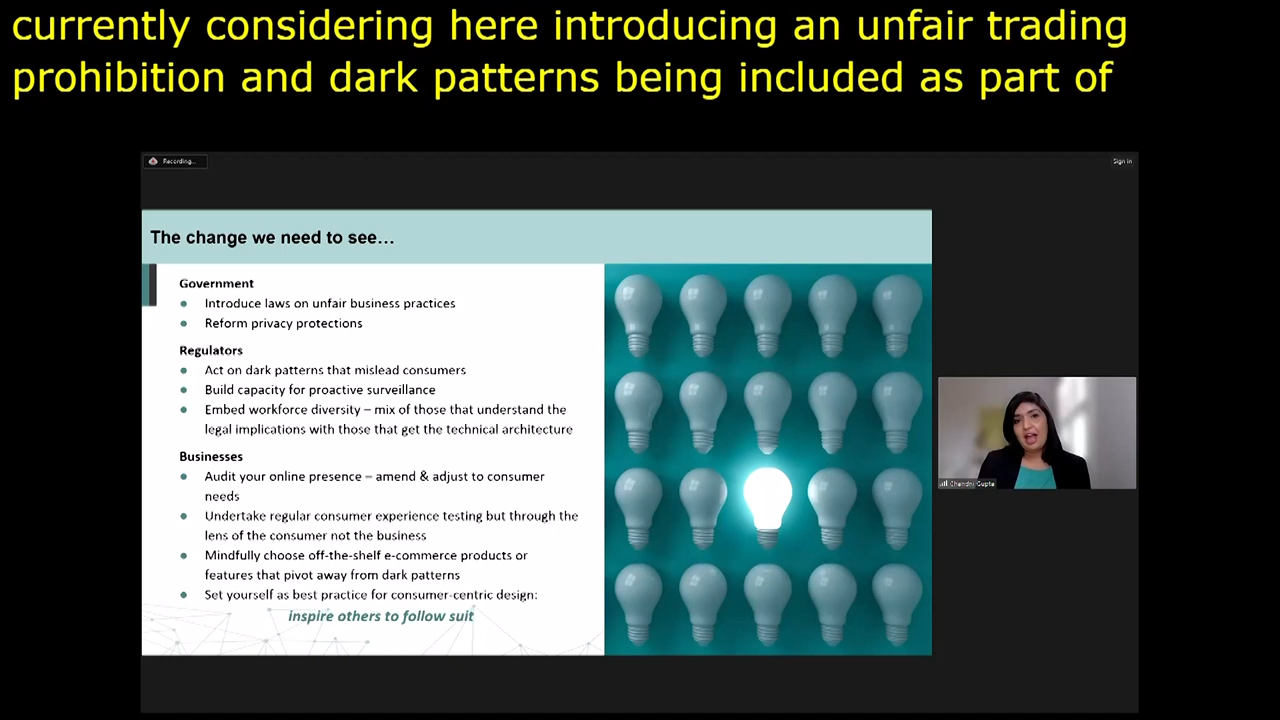 currently considering here introducing an unfair trading
prohibition and dark patterns being included as part of
Recording...
Sign in
The change we need to see...
Government
● Introduce laws on unfair business practices
● Reform privacy protections
Regulators
● Act on dark patterns that mislead consumers
● Build capacity for proactive surveillance
● Embed workforce diversity – mix of those that understand the
legal implications with those that get the technical architecture
Businesses
● Audit your online presence – amend & adjust to consumer
needs
● Undertake regular consumer experience testing but through the
lens of the consumer not the business
● Mindfully choose off-the-shelf e-commerce products or
features that pivot away from dark patterns
● Set yourself as best practice for consumer-centric design:
inspire others to follow suit
Chandni Gupta